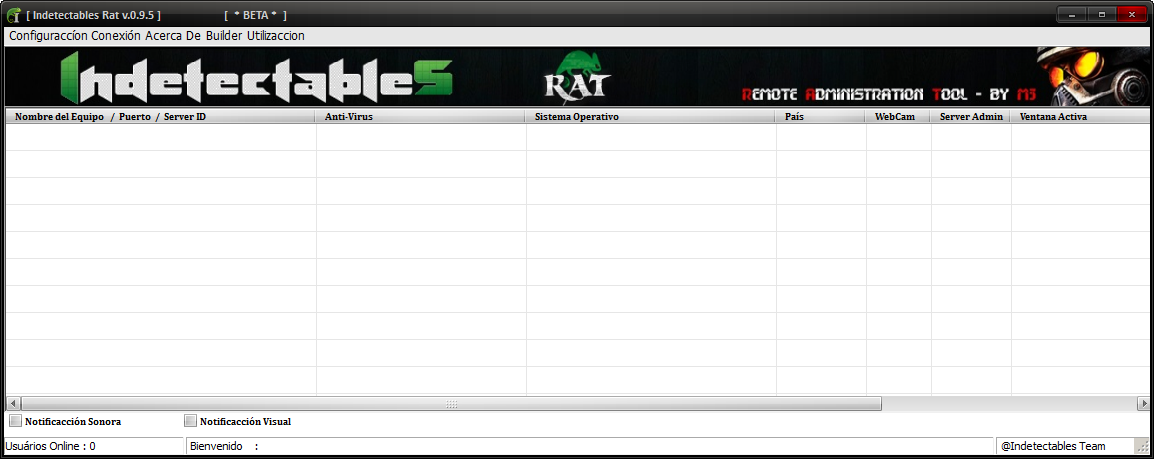 [ Indetectables Rat v.0.9.5 ] [ * BETA * ]
Configuraccíon Conexión Acerca De Builder Utilizaccion
IndetectableS
RAT
Remote Administration Tool - by M3
Nombre del Equipo / Puerto / Server ID Anti-Virus Sistema Operativo País WebCam Server Admin Ventana Activa
Notificacción Sonora Notificacción Visual
Usuários Online : 0 Bienvenido : @Indetectables Team